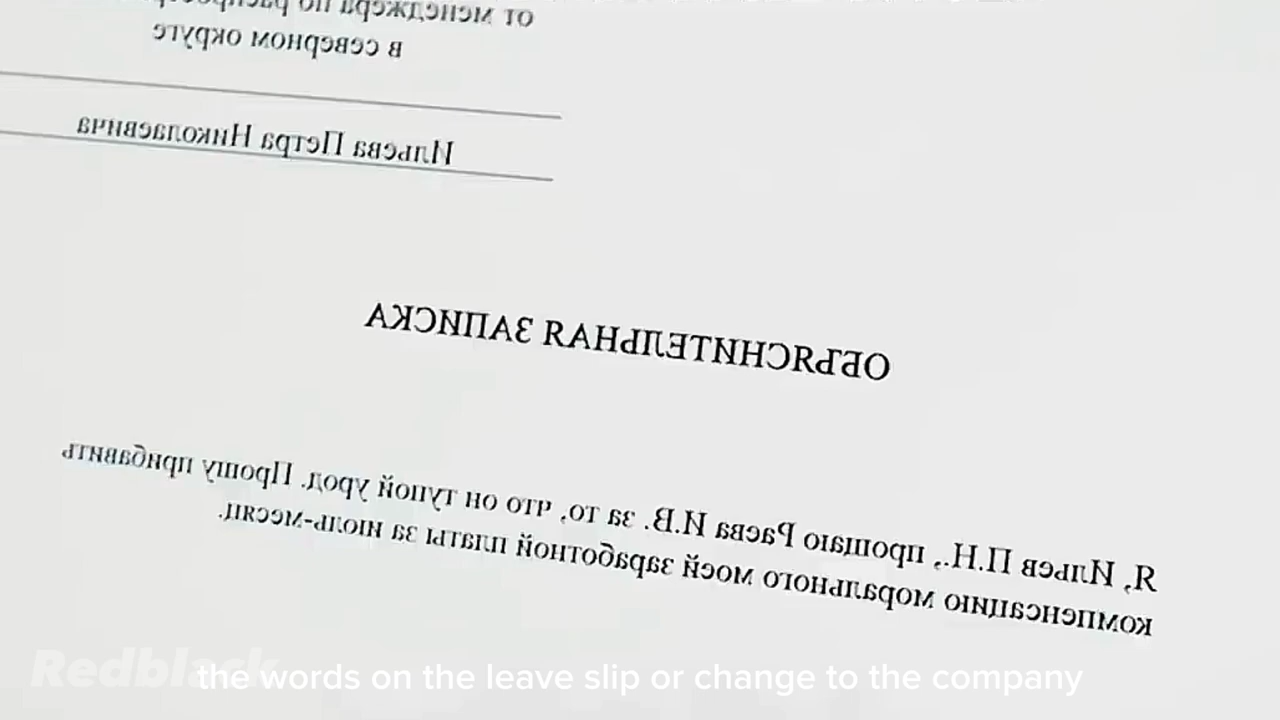 от менеджера по
в северном округе
Ильева Петра Николаевича
ОБЪЯСНИТЕЛЬНАЯ ЗАПИСКА
Я, Ильев П.Н., прощаю Раева И.В. за то, что он тупой урод. Прошу прибавить
компенсацию морального моей заработной платы за июль-месяц.
Redblack
the words on the leave slip or change to the company